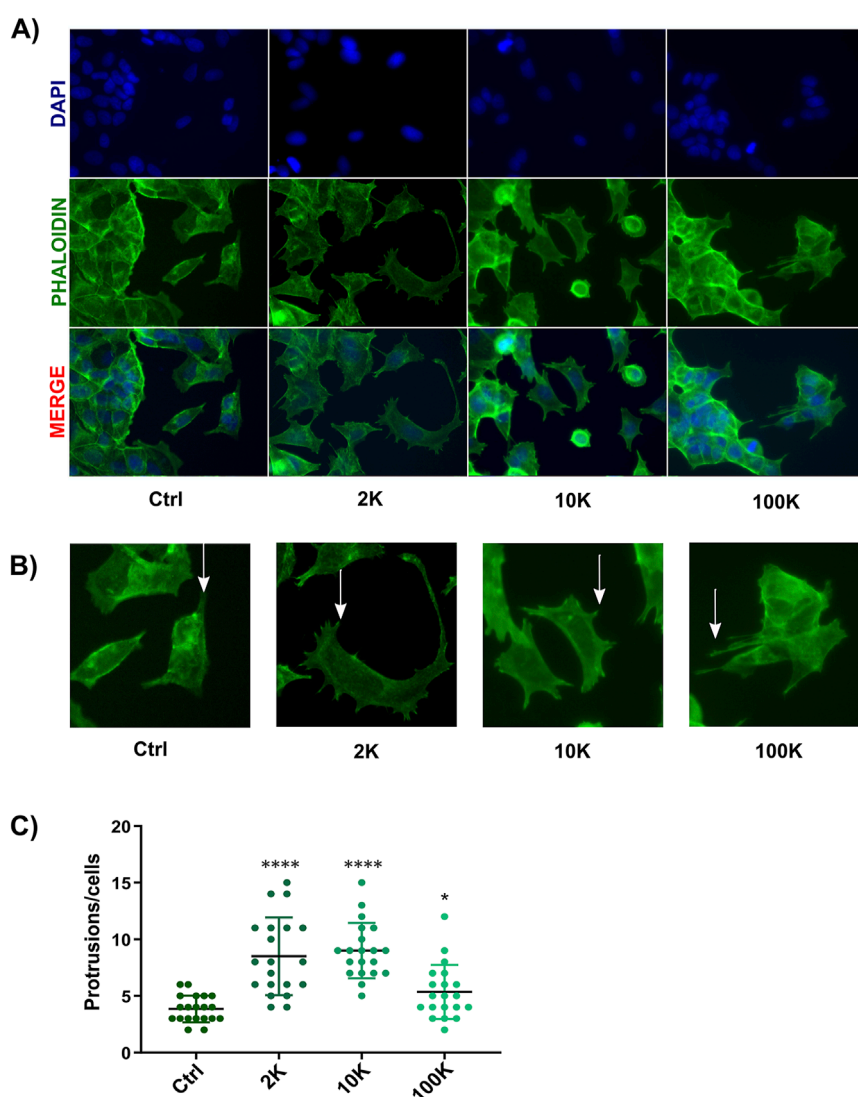 A)
DAPI
PHALOIDIN
MERGE
Ctrl 2K 10K 100K
B)
Ctrl 2K 10K 100K
C)
Protrusions/cells
20
15
10
5
0
**** **** *
Ctrl 2K 10K 100K